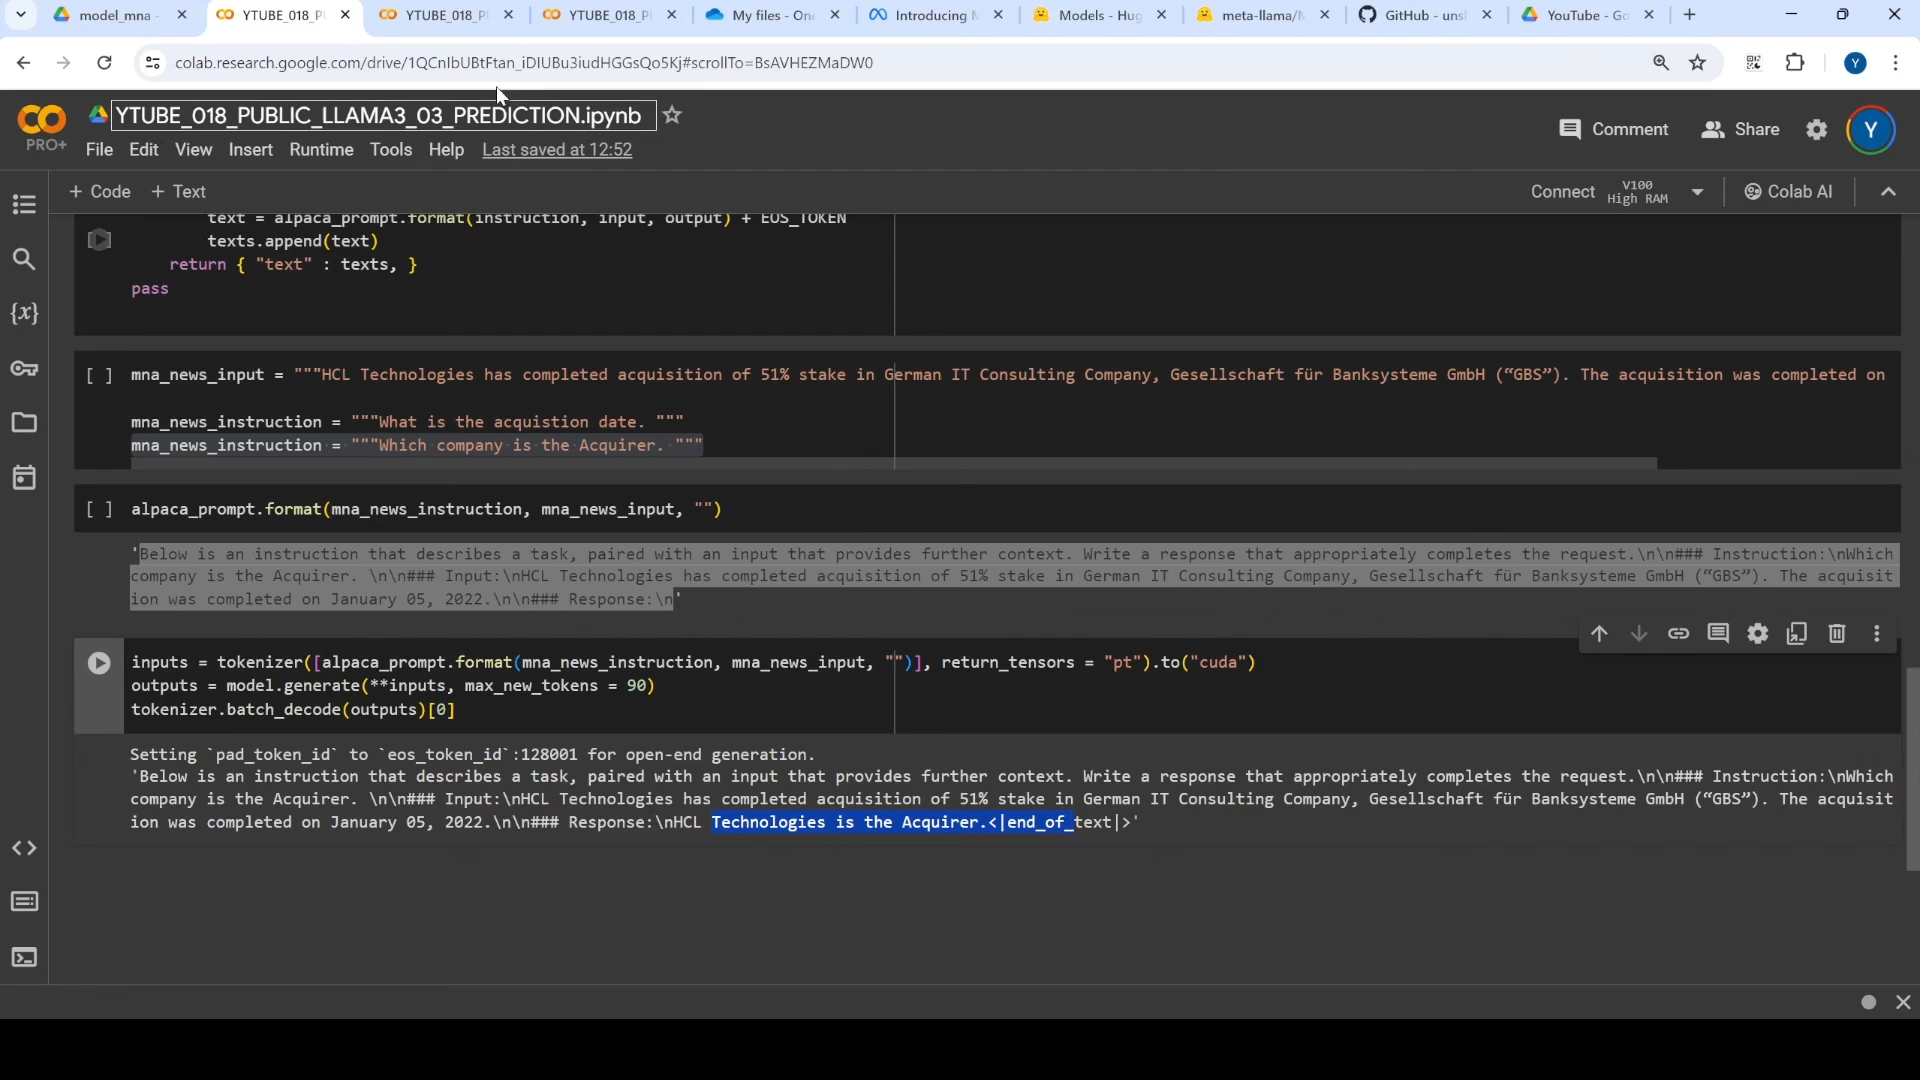 model_mna -
YTUBE_018_P
YTUBE_018_P
YTUBE_018_P
My files - On
Introducing
Models - Hug
meta-llama/
GitHub - uns
YouTube - Go
colab.research.google.com/drive/1QCnlbUBtFtan_iDIUBu3iudHGGsQo5Kj#scrollTo=BsAVHEZMaDW0
PRO+
YTUBE_018_PUBLIC_LLAMA3_03_PREDICTION.ipynb
File Edit View Insert Runtime Tools Help Last saved at 12:52
Comment Share Y
+ Code + Text
Connect V100 High RAM Colab AI
text = alpaca_prompt.format(instruction, input, output) + EOS_TOKEN
texts.append(text)
return { "text" : texts, }
pass
[ ] mna_news_input = """HCL Technologies has completed acquisition of 51% stake in German IT Consulting Company, Gesellschaft für Banksysteme GmbH (“GBS”). The acquisition was completed on
mna_news_instruction = """What is the acquistion date. """
mna_news_instruction = """Which company is the Acquirer. """
[ ] alpaca_prompt.format(mna_news_instruction, mna_news_input, "")
'Below is an instruction that describes a task, paired with an input that provides further context. Write a response that appropriately completes the request.\n\n### Instruction:\nWhich
company is the Acquirer. \n\n### Input:\nHCL Technologies has completed acquisition of 51% stake in German IT Consulting Company, Gesellschaft für Banksysteme GmbH (“GBS”). The acquisit
ion was completed on January 05, 2022.\n\n### Response:\n'
inputs = tokenizer([alpaca_prompt.format(mna_news_instruction, mna_news_input, "")], return_tensors = "pt").to("cuda")
outputs = model.generate(**inputs, max_new_tokens = 90)
tokenizer.batch_decode(outputs)[0]
Setting `pad_token_id` to `eos_token_id`:128001 for open-end generation.
'Below is an instruction that describes a task, paired with an input that provides further context. Write a response that appropriately completes the request.\n\n### Instruction:\nWhich
company is the Acquirer. \n\n### Input:\nHCL Technologies has completed acquisition of 51% stake in German IT Consulting Company, Gesellschaft für Banksysteme GmbH (“GBS”). The acquisit
ion was completed on January 05, 2022.\n\n### Response:\nHCL Technologies is the Acquirer.<|end_of_text|>'